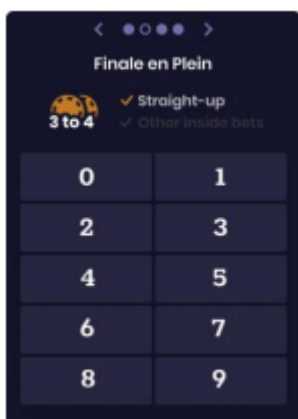 Finale en Plein
✓ Straight-up
3 to 4 ✓ Other inside bets
0 1
2 3
4 5
6 7
8 9